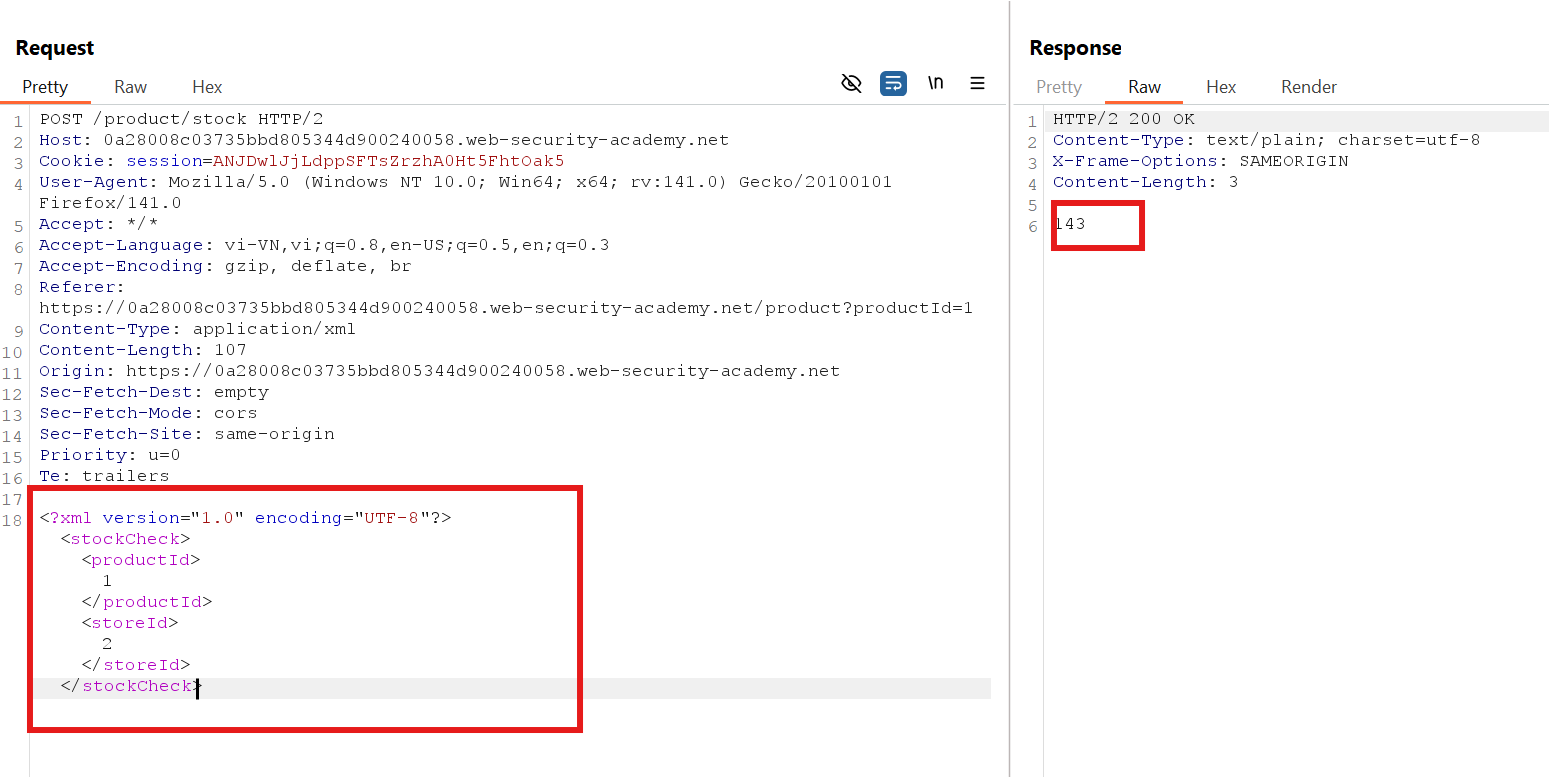 Request
Pretty Raw Hex \n
1 POST /product/stock HTTP/2
2 Host: 0a28008c03735bbd805344d900240058.web-security-academy.net
3 Cookie: session=ANJDwlJjLdppSFTsZrzhA0Ht5FhtOak5
4 User-Agent: Mozilla/5.0 (Windows NT 10.0; Win64; x64; rv:141.0) Gecko/20100101
Firefox/141.0
5 Accept: */*
6 Accept-Language: vi-VN,vi;q=0.8,en-US;q=0.5,en;q=0.3
7 Accept-Encoding: gzip, deflate, br
8 Referer:
https://0a28008c03735bbd805344d900240058.web-security-academy.net/product?productId=1
9 Content-Type: application/xml
10 Content-Length: 107
11 Origin: https://0a28008c03735bbd805344d900240058.web-security-academy.net
12 Sec-Fetch-Dest: empty
13 Sec-Fetch-Mode: cors
14 Sec-Fetch-Site: same-origin
15 Priority: u=0
16 Te: trailers
17
18 <?xml version="1.0" encoding="UTF-8"?>
<stockCheck>
<productId>
1
</productId>
<storeId>
2
</storeId>
</stockCheck>
Response
Pretty Raw Hex Render
1 HTTP/2 200 OK
2 Content-Type: text/plain; charset=utf-8
3 X-Frame-Options: SAMEORIGIN
4 Content-Length: 3
5
6 143